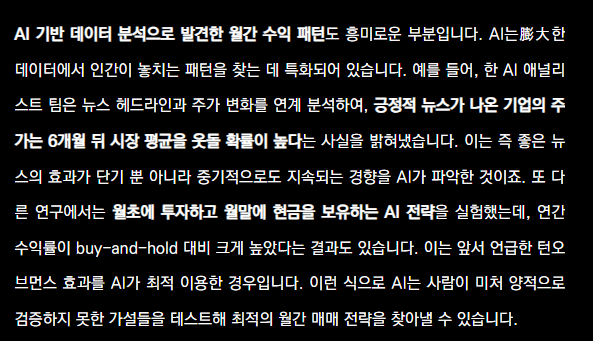 AI 기반 데이터 분석으로 발견한 월간 수익 패턴도 흥미로운 부분입니다. AI는膨大한
데이터에서 인간이 놓치는 패턴을 찾는 데 특화되어 있습니다. 예를 들어, 한 AI 애널리
스트 팀은 뉴스 헤드라인과 주가 변화를 연계 분석하여, 긍정적 뉴스가 나온 기업의 주
가는 6개월 뒤 시장 평균을 웃돌 확률이 높다는 사실을 밝혀냈습니다. 이는 즉 좋은 뉴
스의 효과가 단기 뿐 아니라 중기적으로도 지속되는 경향을 AI가 파악한 것이죠. 또 다
른 연구에서는 월초에 투자하고 월말에 현금을 보유하는 AI 전략을 실험했는데, 연간
수익률이 buy-and-hold 대비 크게 높았다는 결과도 있습니다. 이는 앞서 언급한 턴오
브먼스 효과를 AI가 최적 이용한 경우입니다. 이런 식으로 AI는 사람이 미처 양적으로
검증하지 못한 가설들을 테스트해 최적의 월간 매매 전략을 찾아낼 수 있습니다.